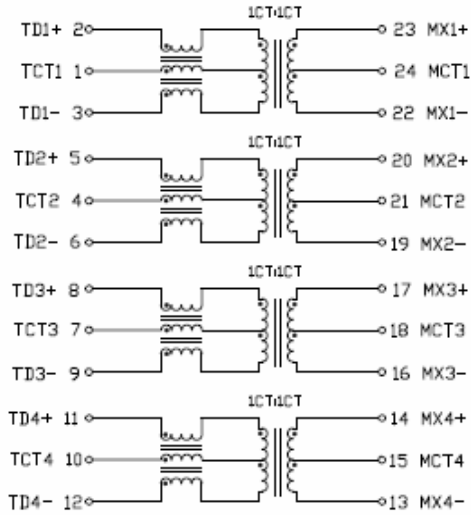 1CT:1CT
TD1+ 2 23 MX1+
TCT1 1 24 MCT1
TD1- 3 22 MX1-
1CT:1CT
TD2+ 5 20 MX2+
TCT2 4 21 MCT2
TD2- 6 19 MX2-
1CT:1CT
TD3+ 8 17 MX3+
TCT3 7 18 MCT3
TD3- 9 16 MX3-
1CT:1CT
TD4+ 11 14 MX4+
TCT4 10 15 MCT4
TD4- 12 13 MX4-